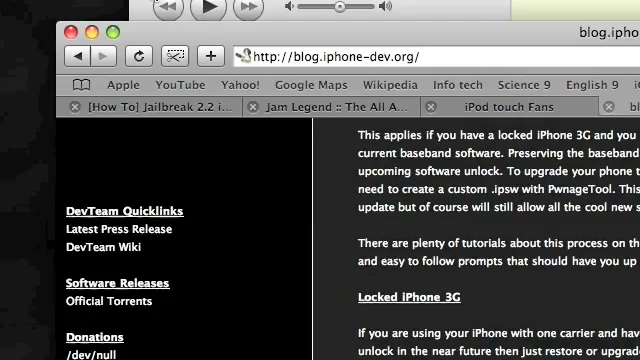 blog.ipho
http://blog.iphone-dev.org/
Apple YouTube Yahoo! Google Maps Wikipedia Info tech Science 9 English 9
[How To] Jailbreak 2.2 i... Jam Legend :: The All A... iPod touch Fans bl
This applies if you have a locked iPhone 3G and you
current baseband software. Preserving the baseband
upcoming software unlock. To upgrade your phone t
need to create a custom .ipsw with PwnageTool. This
update but of course will still allow all the cool new s
There are plenty of tutorials about this process on th
and easy to follow prompts that should have you up
Locked iPhone 3G
If you are using your iPhone with one carrier and hav
unlock in the near future then just restore or upgrad
DevTeam Quicklinks
Latest Press Release
DevTeam Wiki
Software Releases
Official Torrents
Donations
/dev/null